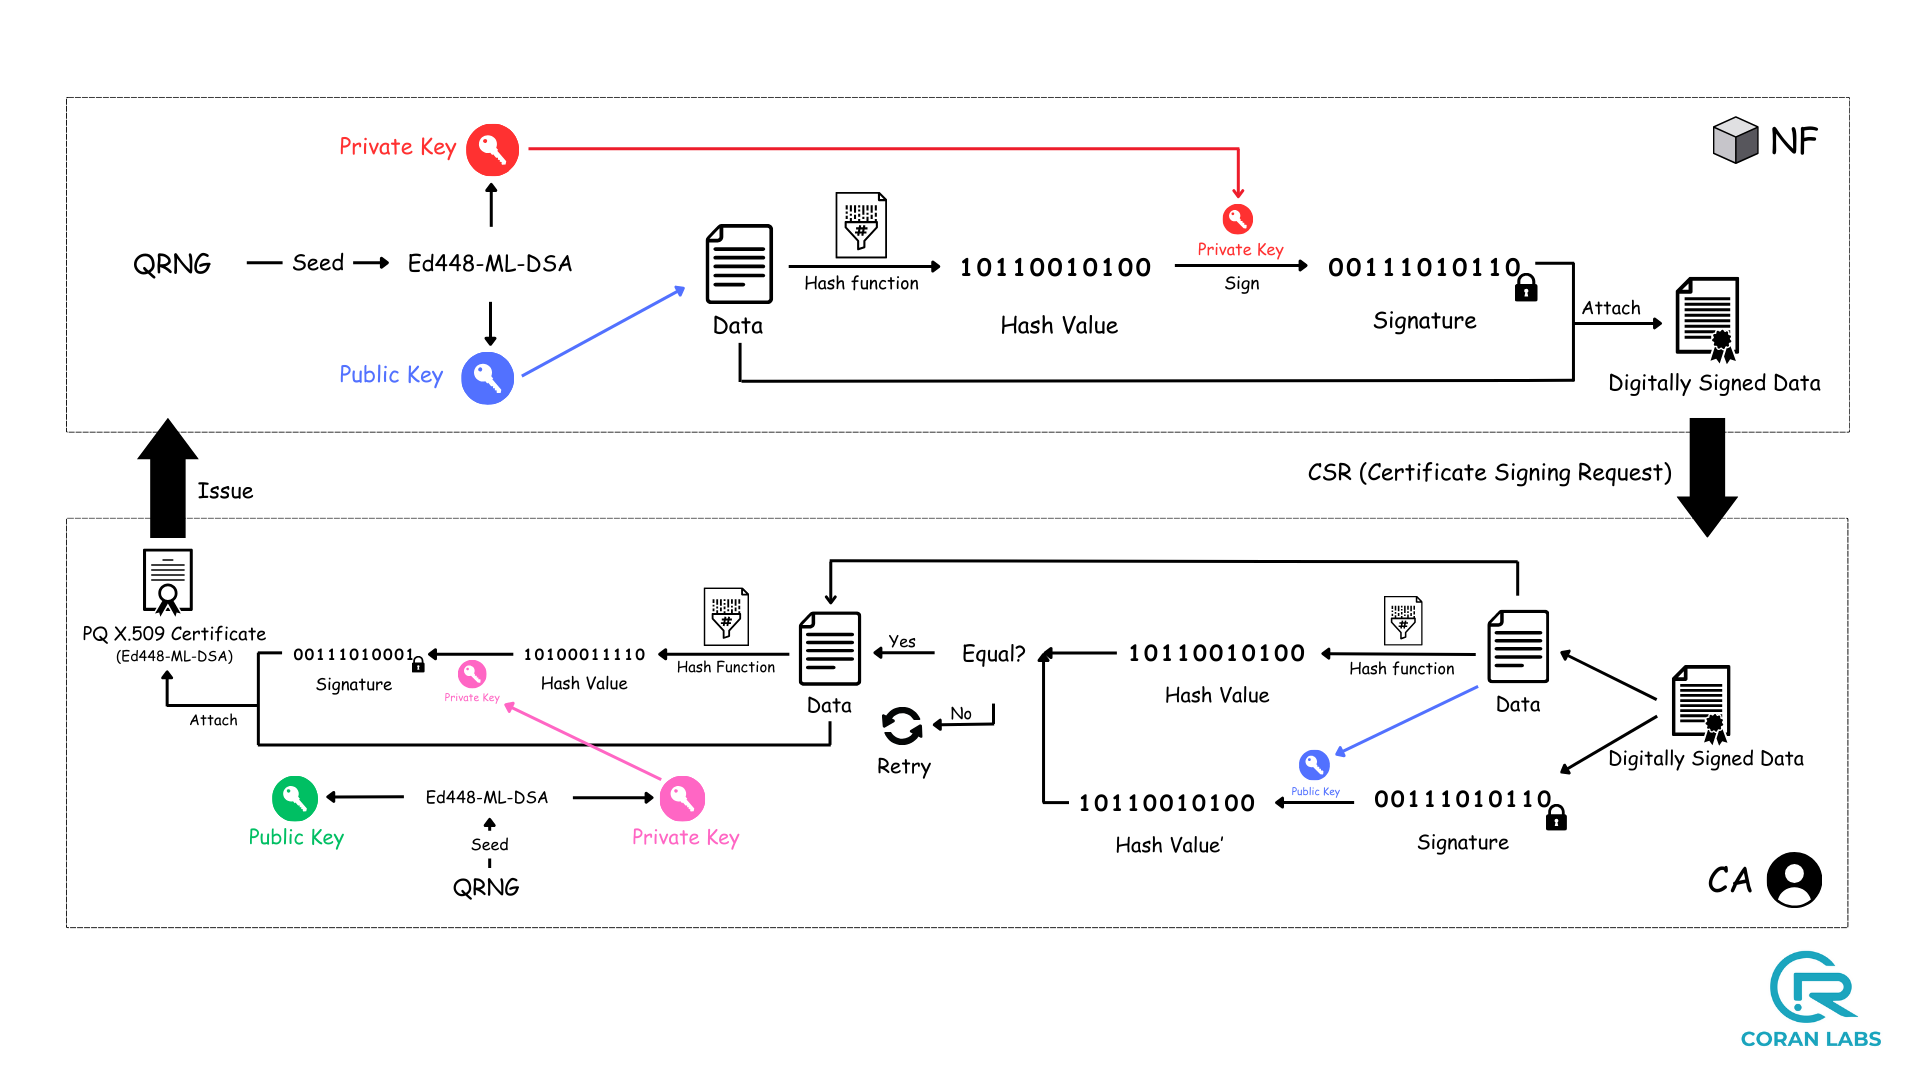 NF
Private Key
Private Key
QRNG
Seed
Ed448-ML-DSA
Hash function
10110010100
Sign
00111010110
Attach
Data
Hash Value
Signature
Public Key
Digitally Signed Data
Issue
CSR (Certificate Signing Request)
PQ X.509 Certificate
(Ed448-ML-DSA)
Attach
00111010001
Signature
Private Key
10100011110
Hash Value
Hash Function
Data
Yes
Equal?
No
Retry
10110010100
Hash Value
Hash function
Data
Digitally Signed Data
Public Key
10110010100
Hash Value’
00111010110
Signature
Public Key
Ed448-ML-DSA
Private Key
Seed
QRNG
CA
CORAN LABS